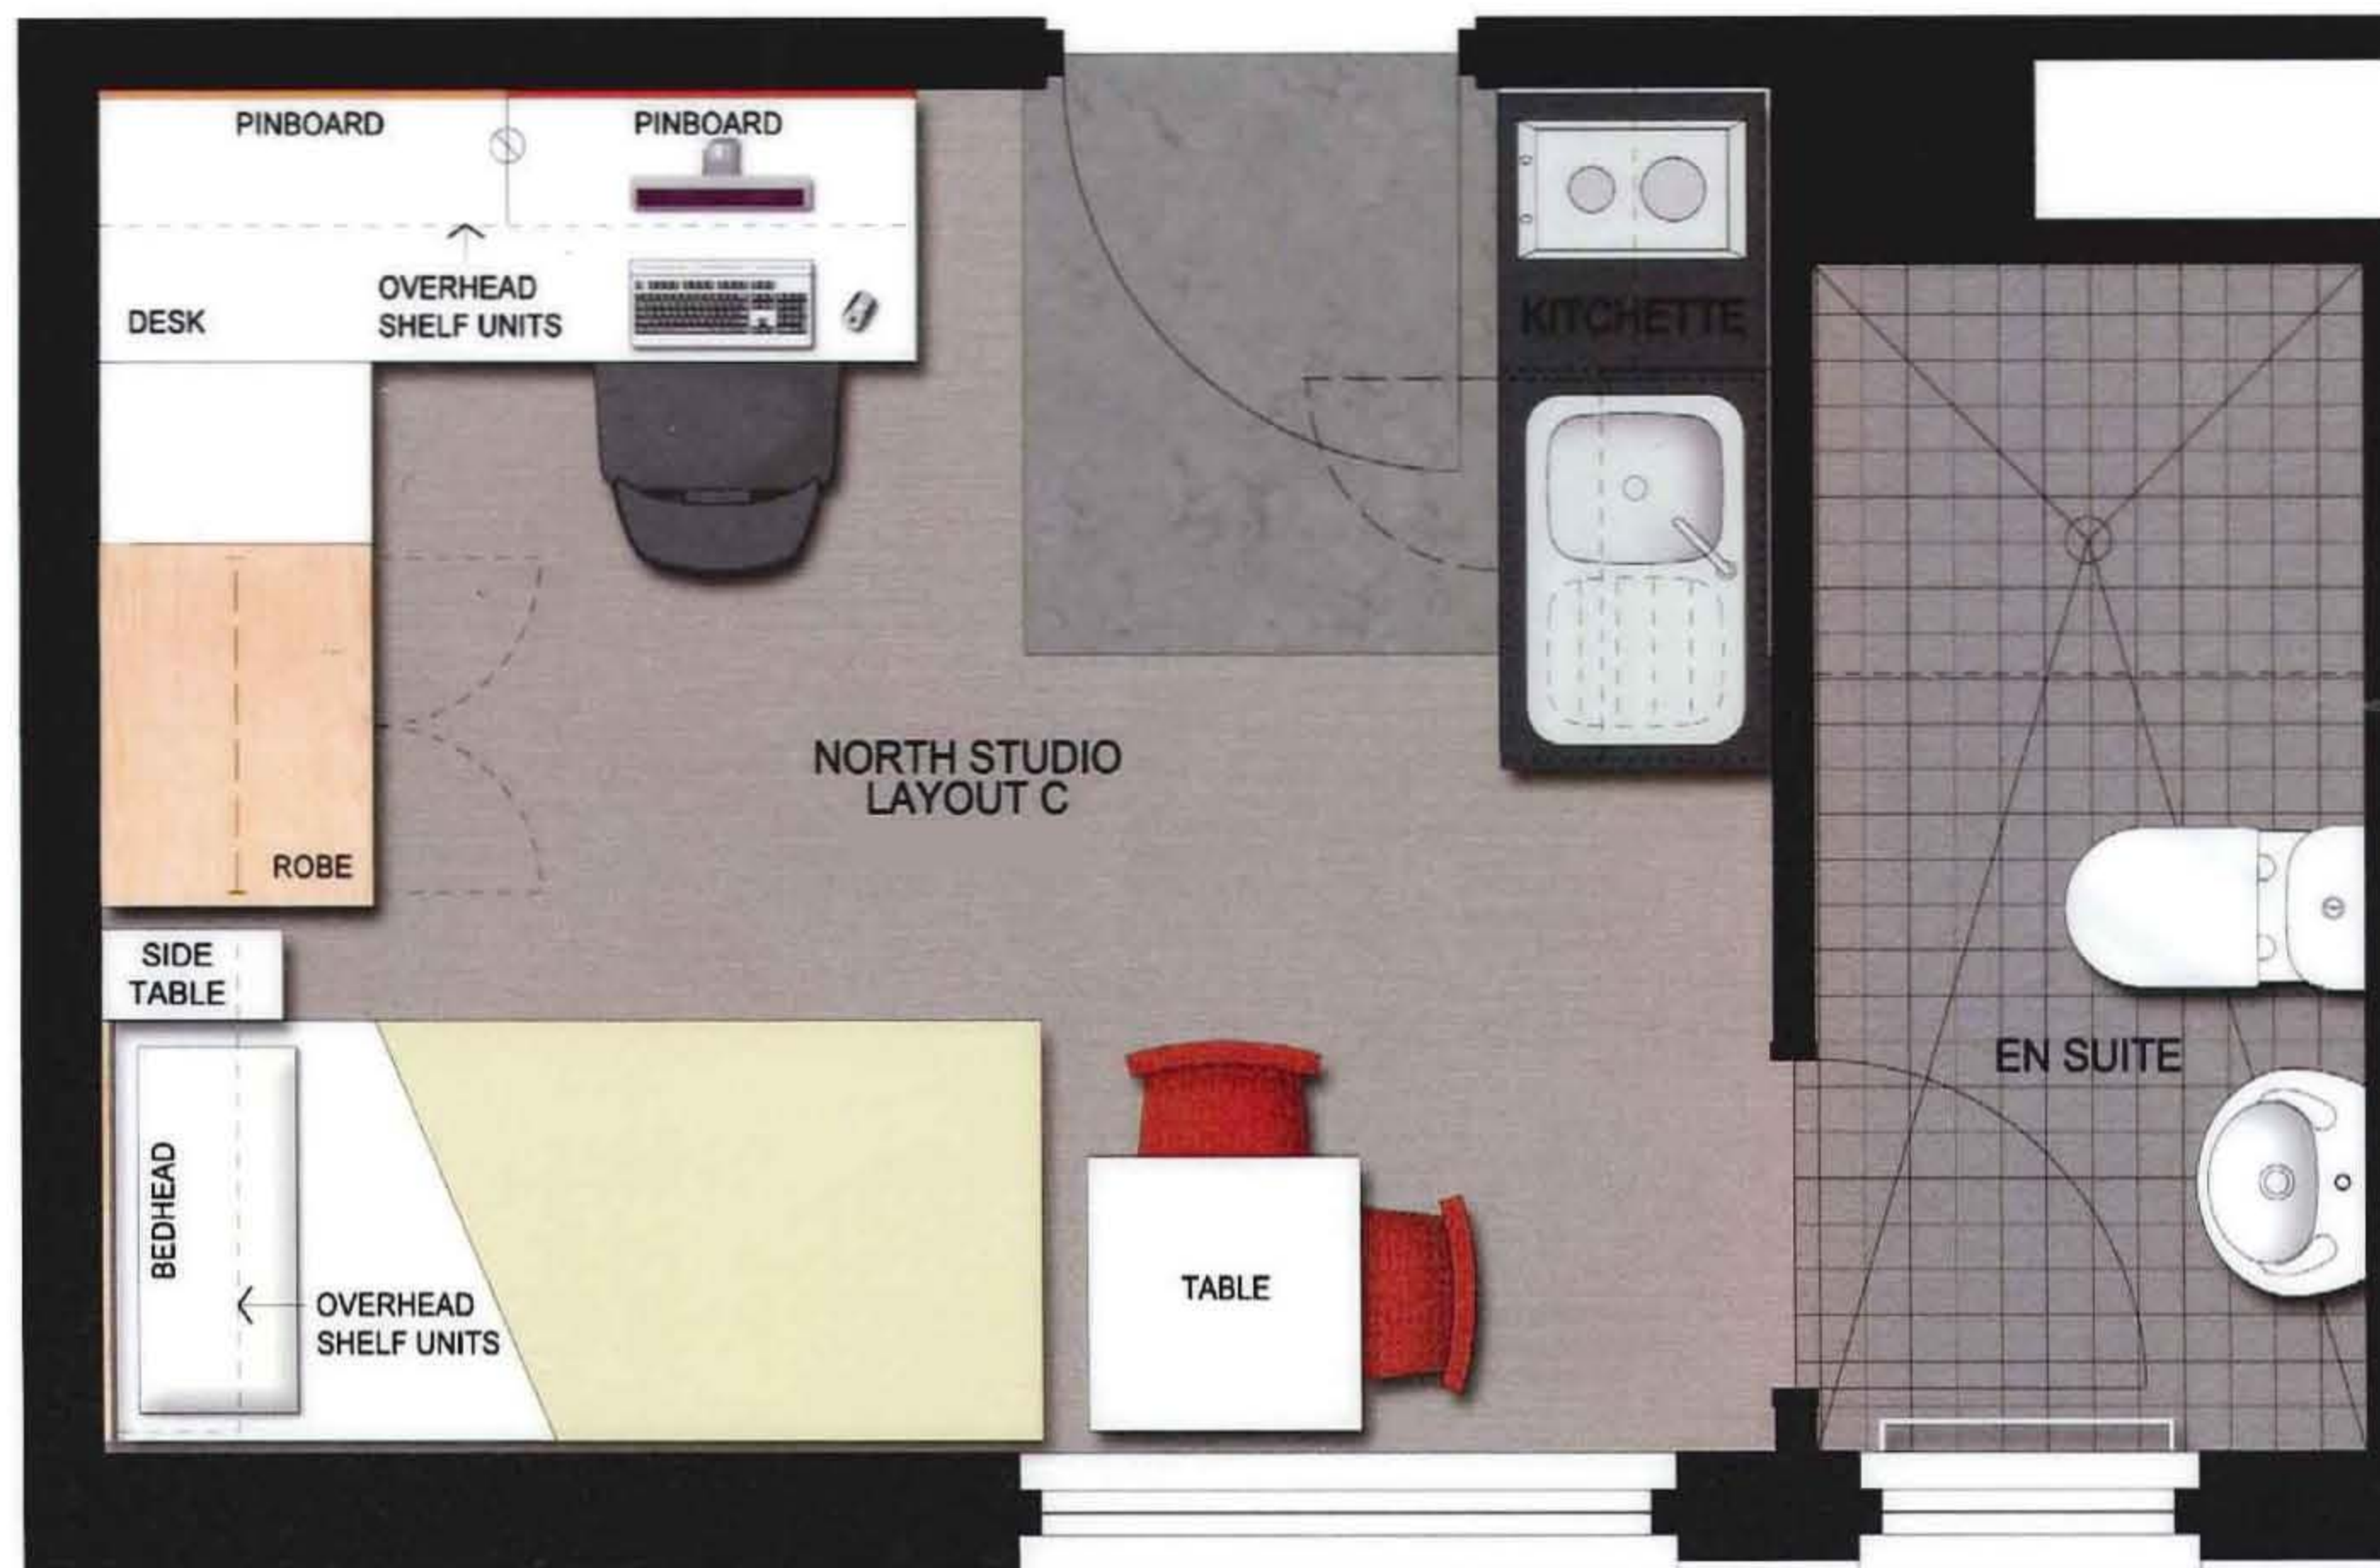 PINBOARD
PINBOARD
OVERHEAD
SHELF UNITS
DESK
KITCHETTE
NORTH STUDIO
LAYOUT C
ROBE
SIDE
TABLE
EN SUITE
BEDHEAD
OVERHEAD
SHELF UNITS
TABLE